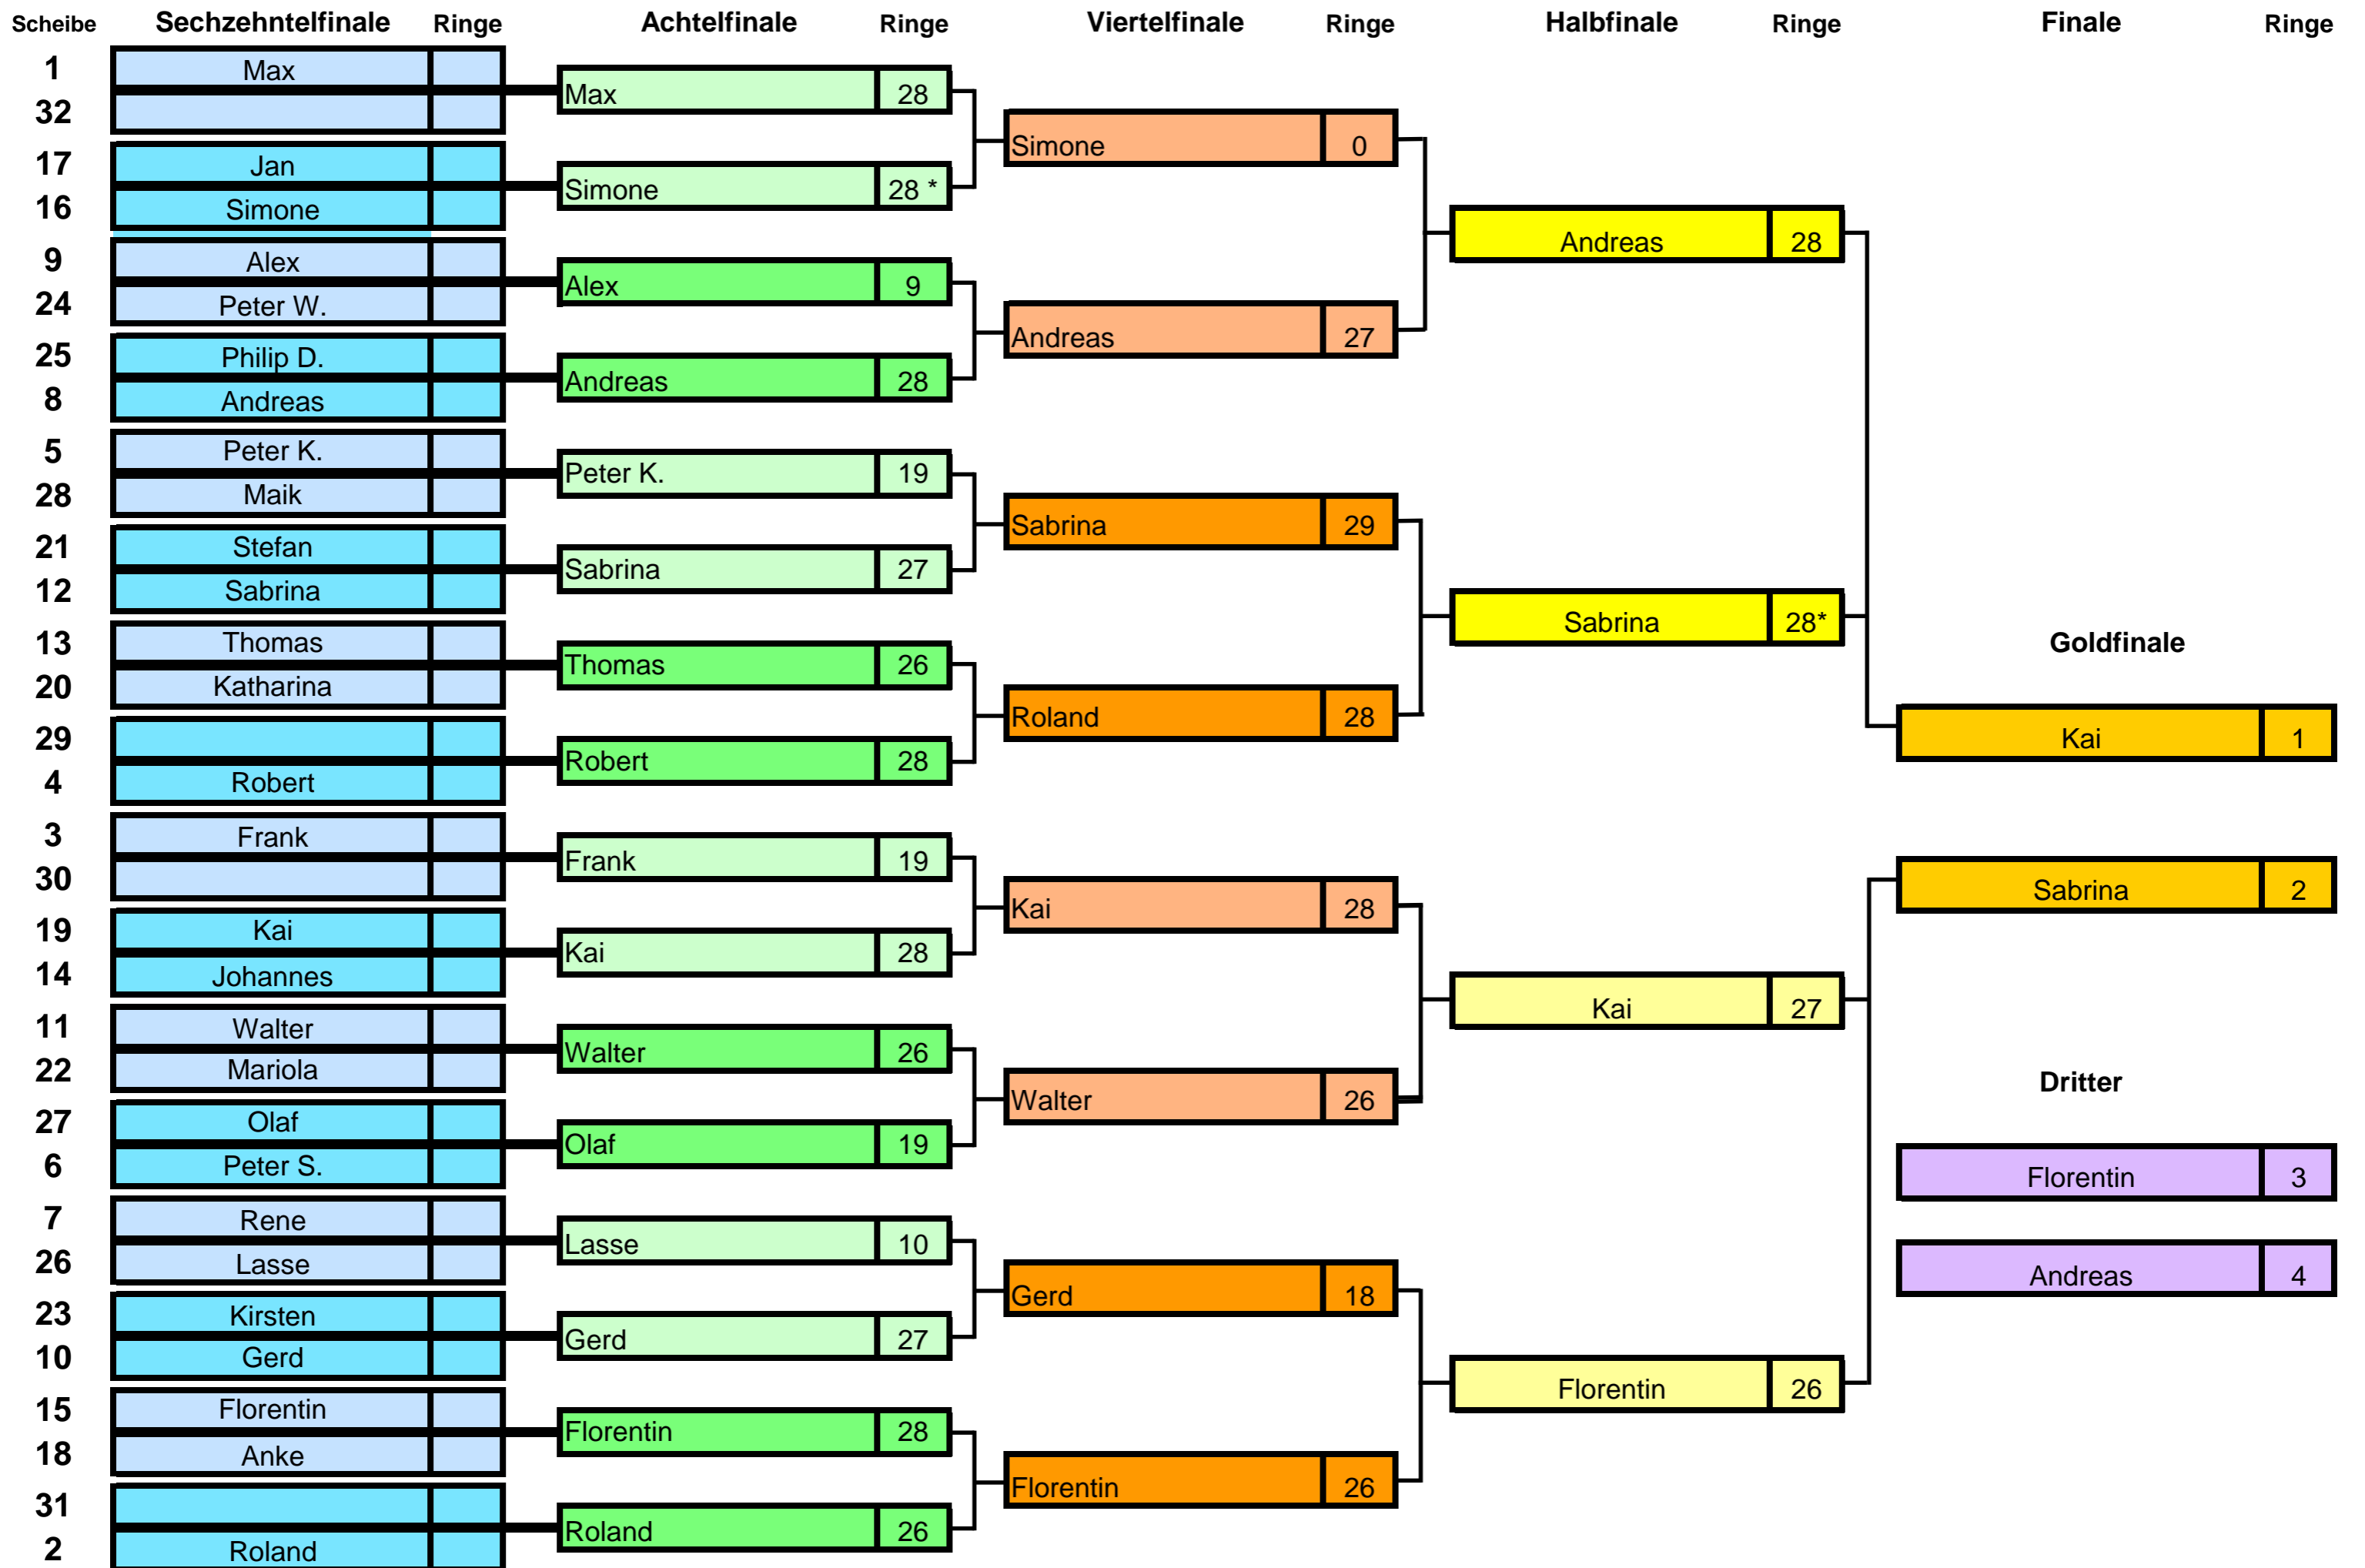 Scheibe Sechzehntelfinale Ringe Achtelfinale Ringe Viertelfinale Ringe Halbfinale Ringe Finale Ringe
1 Max
Max 28
32
Simone 0
17 Jan
Simone 28 *
16 Simone
Andreas 28
9 Alex
Alex 9
24 Peter W.
Andreas 27
25 Philip D.
Andreas 28
8 Andreas
5 Peter K.
Peter K. 19
28 Maik
Sabrina 29
21 Stefan
Sabrina 27
12 Sabrina
Sabrina 28*
13 Thomas
Goldfinale
Thomas 26
20 Katharina
Roland 28
29
Kai 1
Robert 28
4 Robert
3 Frank
Frank 19
30
Sabrina 2
Kai 28
19 Kai
Kai 28
14 Johannes
Kai 27
11 Walter
Walter 26
22 Mariola
Dritter
Walter 26
27 Olaf
Olaf 19
6 Peter S.
Florentin 3
7 Rene
Lasse 10
26 Lasse
Andreas 4
Gerd 18
23 Kirsten
Gerd 27
10 Gerd
Florentin 26
15 Florentin
Florentin 28
18 Anke
Florentin 26
31
Roland 26
2 Roland